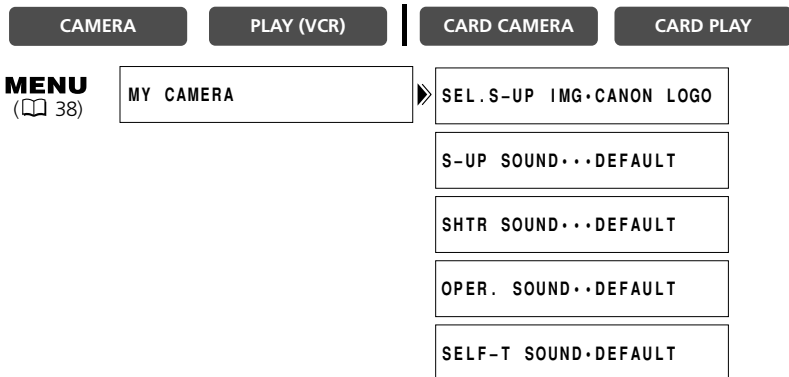 CAMERA PLAY (VCR) CARD CAMERA CARD PLAY
MENU
( 38)
MY CAMERA
SEL.S-UP IMG•CANON LOGO
S-UP SOUND•••DEFAULT
SHTR SOUND•••DEFAULT
OPER. SOUND••DEFAULT
SELF-T SOUND•DEFAULT